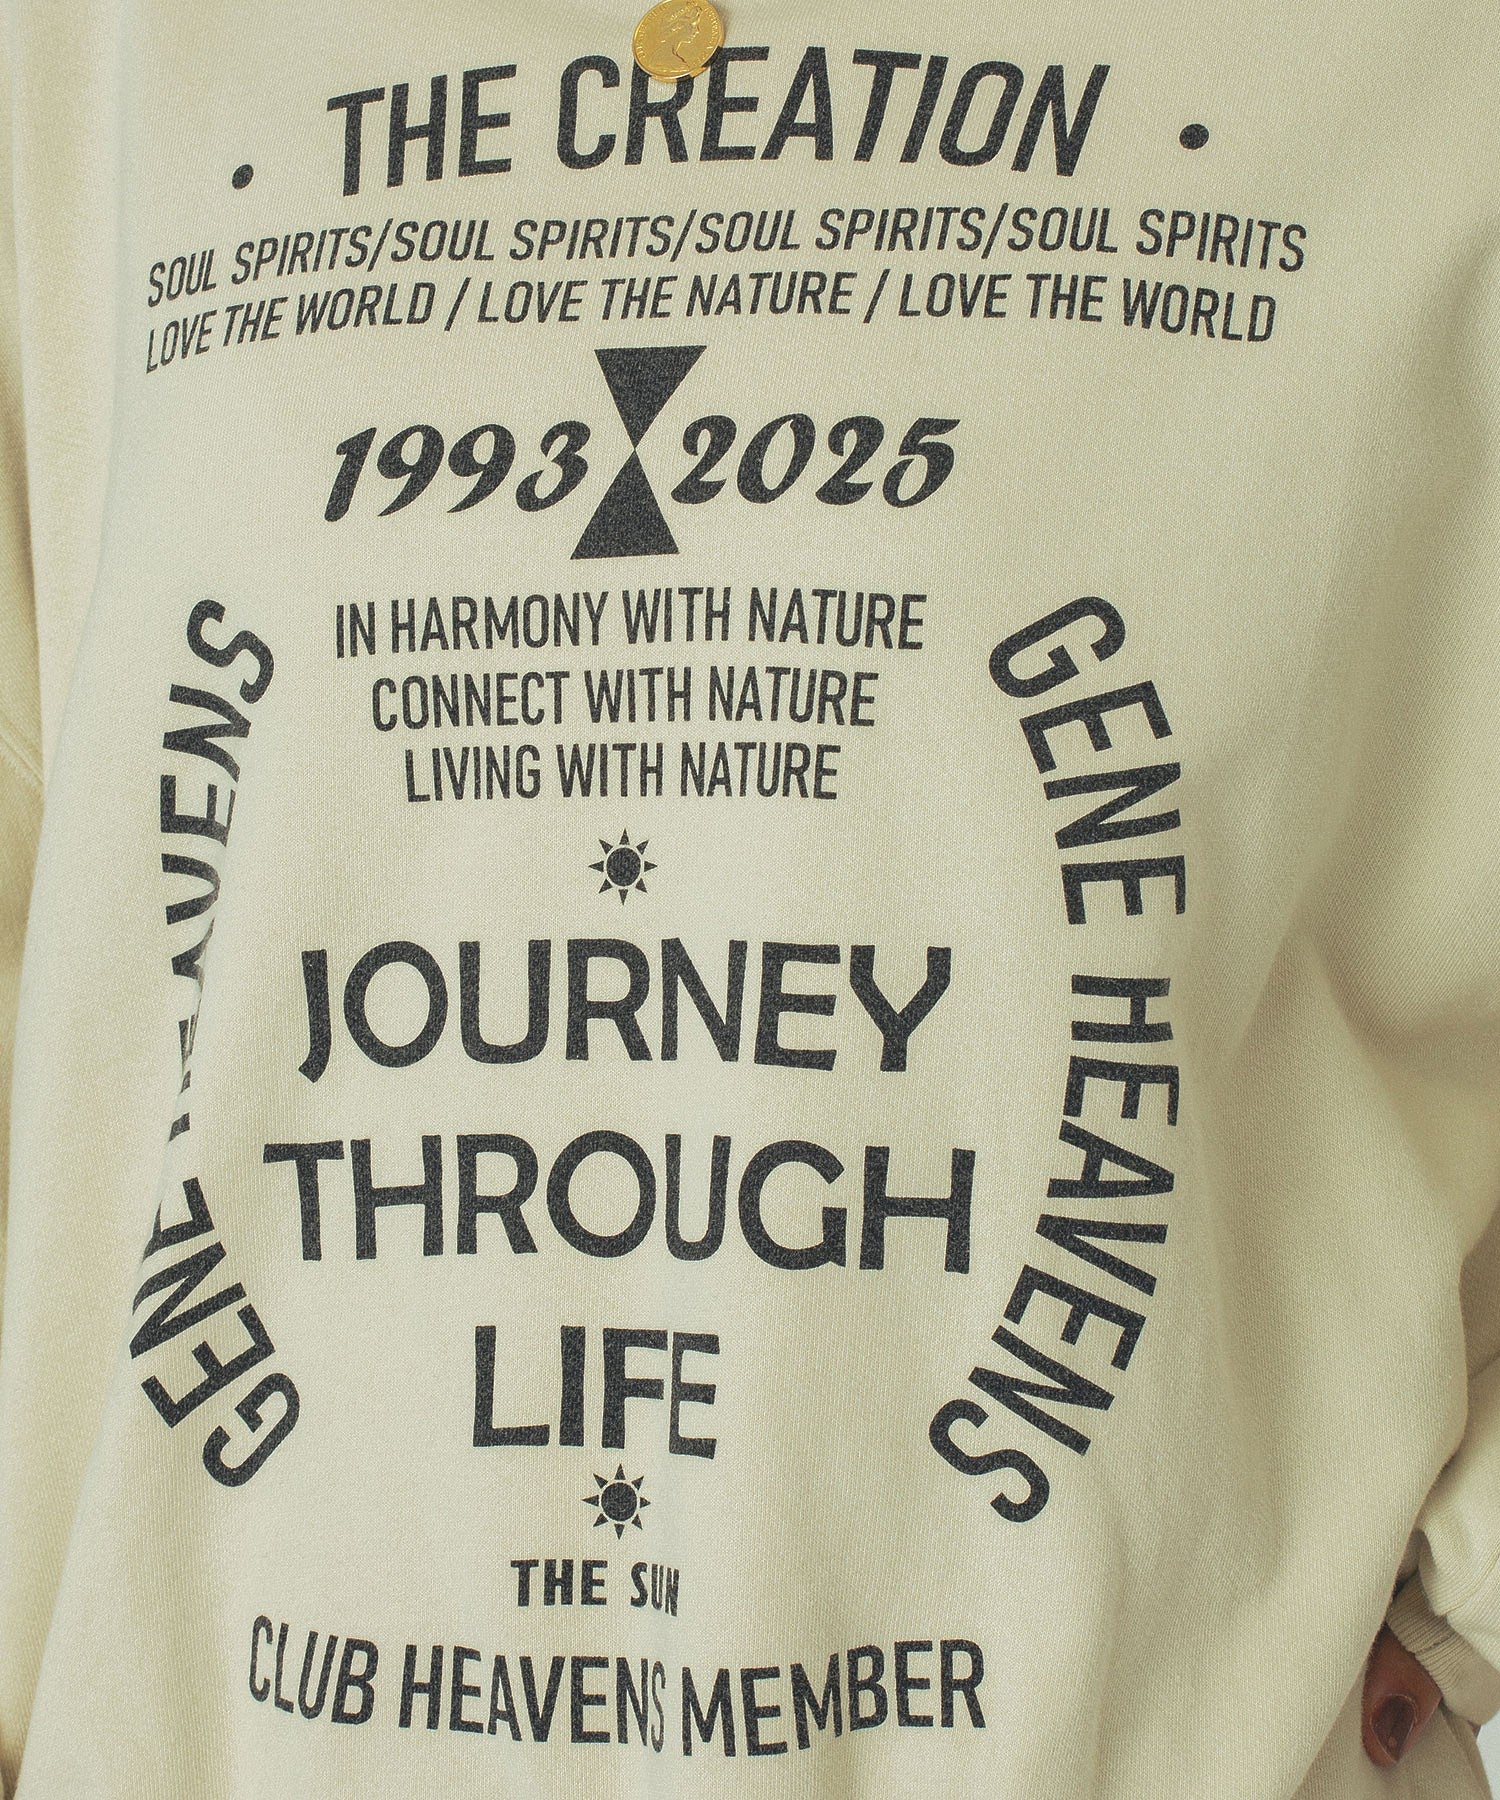 • THE CREATION •
SOUL SPIRITS/SOUL SPIRITS/SOUL SPIRITS/SOUL SPIRITS
LOVE THE WORLD / LOVE THE NATURE / LOVE THE WORLD
1993 2025
IN HARMONY WITH NATURE
CONNECT WITH NATURE
LIVING WITH NATURE
GENE HEAVENS
GENE HEAVENS
JOURNEY
THROUGH
LIFE
THE SUN
CLUB HEAVENS MEMBER